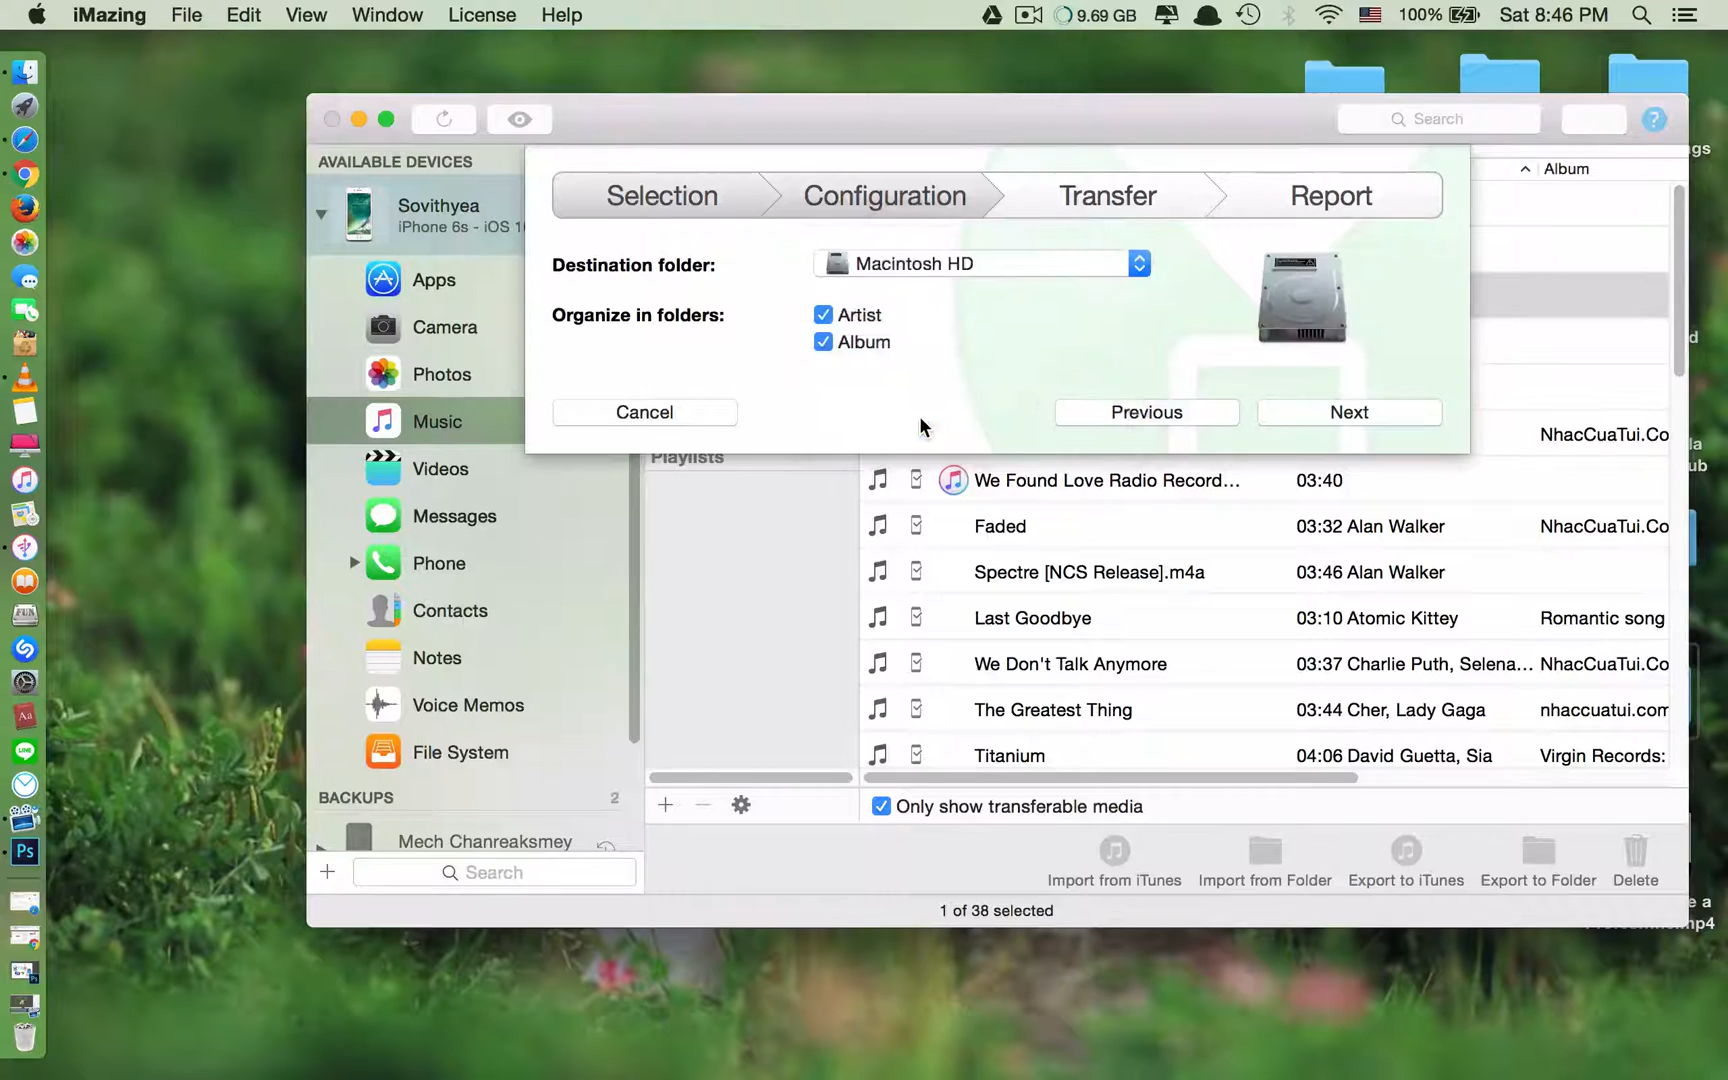 iMazing File Edit View Window License Help 9.69 GB 100% Sat 8:46 PM
Search ?
AVAILABLE DEVICES
Sovithyea
iPhone 6s - iOS 1
Apps
Camera
Photos
Music
Videos
Messages
Phone
Contacts
Notes
Voice Memos
File System
BACKUPS 2
Mech Chanreaksmey
Search
Selection Configuration Transfer Report
Destination folder: Macintosh HD
Organize in folders: Artist
Album
Cancel Previous Next
Playlists
Album
NhacCuaTui.Co
We Found Love Radio Record... 03:40
Faded 03:32 Alan Walker NhacCuaTui.Co
Spectre [NCS Release].m4a 03:46 Alan Walker
Last Goodbye 03:10 Atomic Kittey Romantic song
We Don't Talk Anymore 03:37 Charlie Puth, Selena... NhacCuaTui.Co
The Greatest Thing 03:44 Cher, Lady Gaga nhaccuatui.com
Titanium 04:06 David Guetta, Sia Virgin Records:
Only show transferable media
Import from iTunes Import from Folder Export to iTunes Export to Folder Delete
1 of 38 selected
Aa
LINE
Ps
ngs
d
la
ub
e a